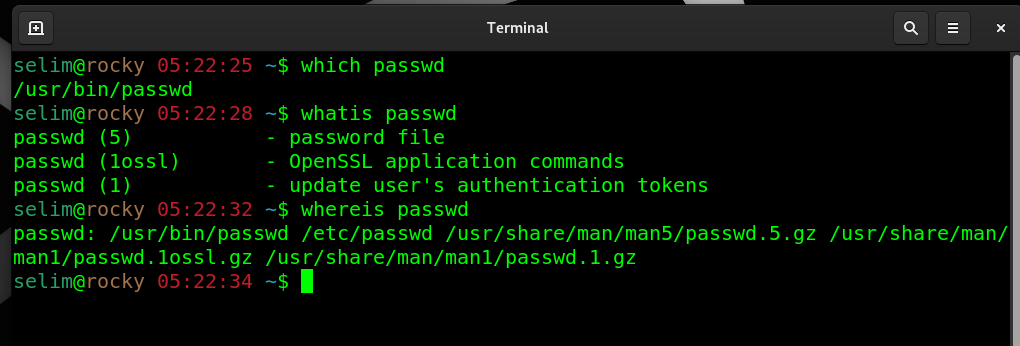 Terminal
selim@rocky 05:22:25 ~$ which passwd
/usr/bin/passwd
selim@rocky 05:22:28 ~$ whatis passwd
passwd (5)           - password file
passwd (1ossl)       - OpenSSL application commands
passwd (1)           - update user's authentication tokens
selim@rocky 05:22:32 ~$ whereis passwd
passwd: /usr/bin/passwd /etc/passwd /usr/share/man/man5/passwd.5.gz /usr/share/man/
man1/passwd.1ossl.gz /usr/share/man/man1/passwd.1.gz
selim@rocky 05:22:34 ~$